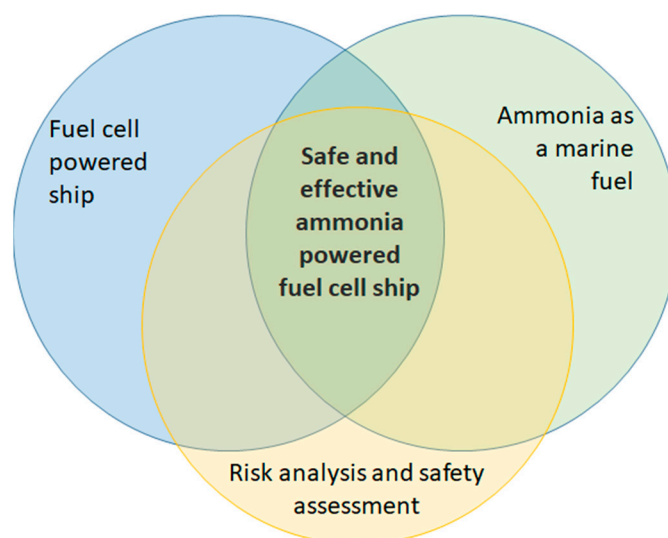 Fuel cell
powered
ship
Ammonia as
a marine
fuel
Safe and
effective
ammonia
powered
fuel cell ship
Risk analysis and safety
assessment